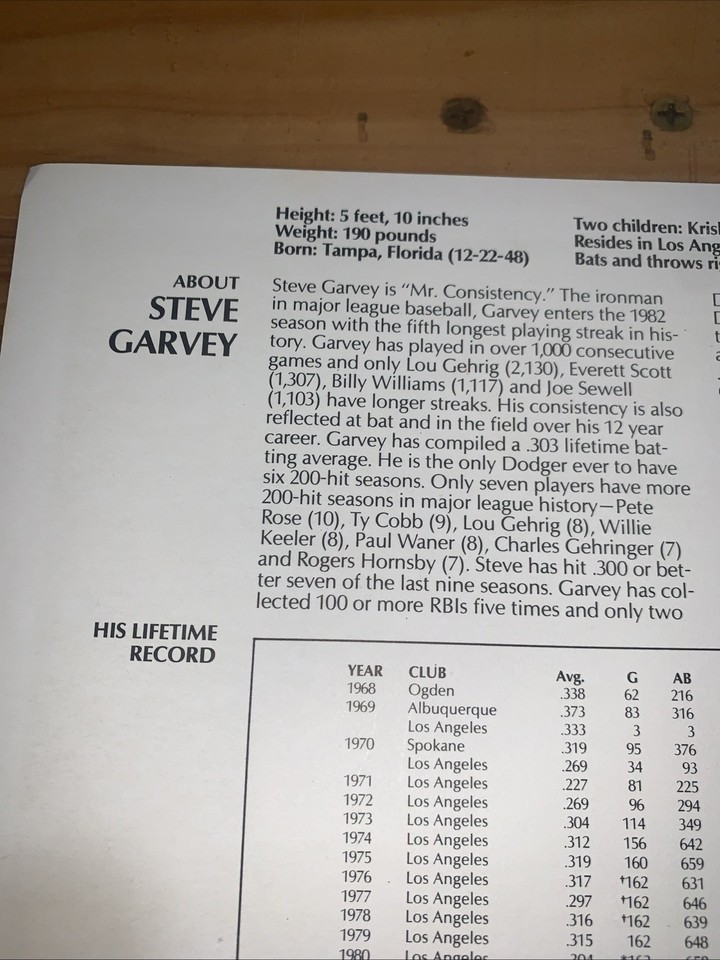 Height: 5 feet, 10 inches
Weight: 190 pounds
Born: Tampa, Florida (12-22-48)
Two children:
Resides in Los
Bats and throws
ABOUT
STEVE
GARVEY
Steve Garvey is “Mr. Consistency.” The ironman
in major league baseball, Garvey enters the 1982
season with the fifth longest playing streak in his-
tory. Garvey has played in over 1,000 consecutive
games and only Lou Gehrig (2,130), Everett Scott
(1,307), Billy Williams (1,117) and Joe Sewell
(1,103) have longer streaks. His consistency is also
reflected at bat and in the field over his 12 year
career. Garvey has compiled a .303 lifetime bat-
ting average. He is the only Dodger ever to have
six 200-hit seasons. Only seven players have more
200-hit seasons in major league history—Pete
Rose (10), Ty Cobb (9), Lou Gehrig (8), Willie
Keeler (8), Paul Waner (8), Charles Gehringer (7)
and Rogers Hornsby (7). Steve has hit .300 or bet-
ter seven of the last nine seasons. Garvey has col-
lected 100 or more RBIs five times and only two
HIS LIFETIME
RECORD
YEAR CLUB Avg. G AB
1968 Ogden .338 62 216
1969 Albuquerque .373 83 316
Los Angeles .333 3 3
1970 Spokane .319 95 376
Los Angeles .269 34 93
1971 Los Angeles .227 81 225
1972 Los Angeles .269 96 294
1973 Los Angeles .304 114 349
1974 Los Angeles .312 156 642
1975 Los Angeles .319 160 659
1976 Los Angeles .317 †162 631
1977 Los Angeles .297 †162 646
1978 Los Angeles .316 †162 639
1979 Los Angeles .315 162 648
1980 Los Angeles